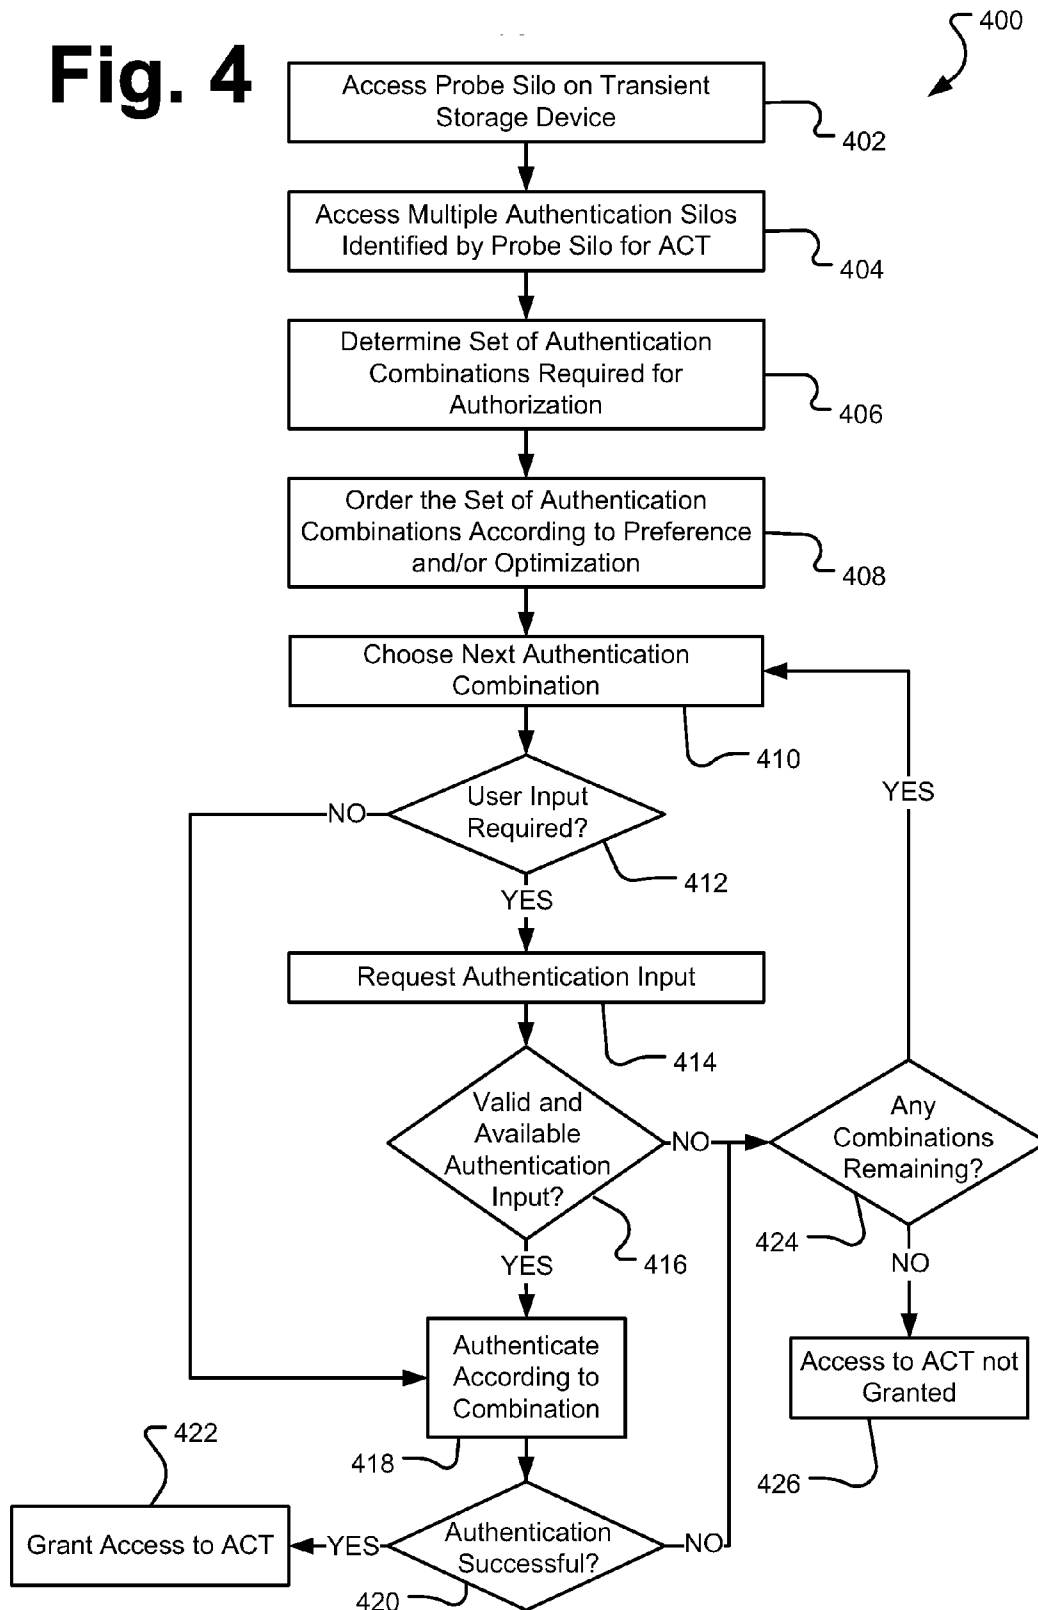 Fig. 4
400
Access Probe Silo on Transient
Storage Device
402
Access Multiple Authentication Silos
Identified by Probe Silo for ACT
404
Determine Set of Authentication
Combinations Required for
Authorization
406
Order the Set of Authentication
Combinations According to Preference
and/or Optimization
408
Choose Next Authentication
Combination
410
YES
User Input
Required?
NO
412
YES
Request Authentication Input
414
Valid and
Available
Authentication
Input?
NO
416
YES
Any
Combinations
Remaining?
424
NO
Authenticate
According to
Combination
418
Access to ACT not
Granted
426
422
Grant Access to ACT
YES
Authentication
Successful?
NO
420